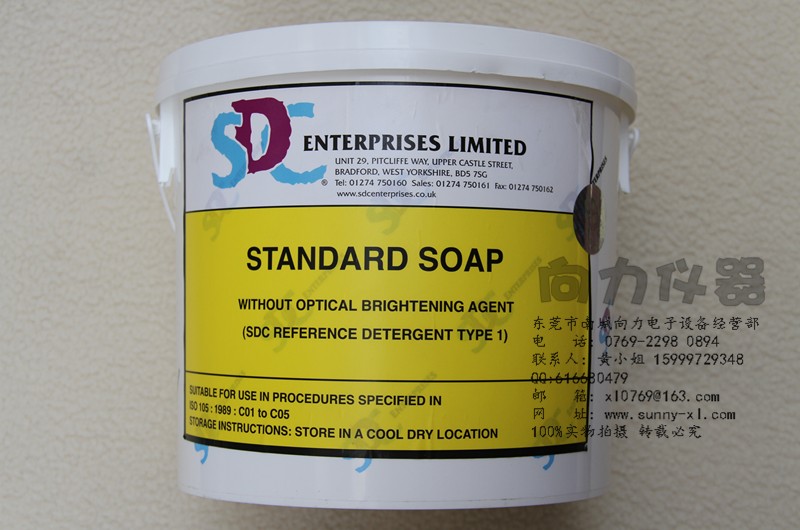 SDC
ENTERPRISES LIMITED
UNIT 29, PITCLIFFE WAY, UPPER CASTLE STREET,
BRADFORD, WEST YORKSHIRE, BD5 7SG
® Tel: 01274 750160 Sales: 01274 750161 Fax: 01274 750162
www.sdcenterprises.co.uk
STANDARD SOAP
WITHOUT OPTICAL BRIGHTENING AGENT
(SDC REFERENCE DETERGENT TYPE 1)
SUITABLE FOR USE IN PROCEDURES SPECIFIED IN
ISO 105 : 1989 : C01 to C05
STORAGE INSTRUCTIONS: STORE IN A COOL DRY LOCATION
向力仪器
东莞市南城向力电子设备经营部
电 话: 0769-2298 0894
联系人: 黄小姐 15999729348
QQ:616680479
邮 箱: xl0769@163.com
网 址: www.sunny-xl.com
100%实物拍摄 转载必究